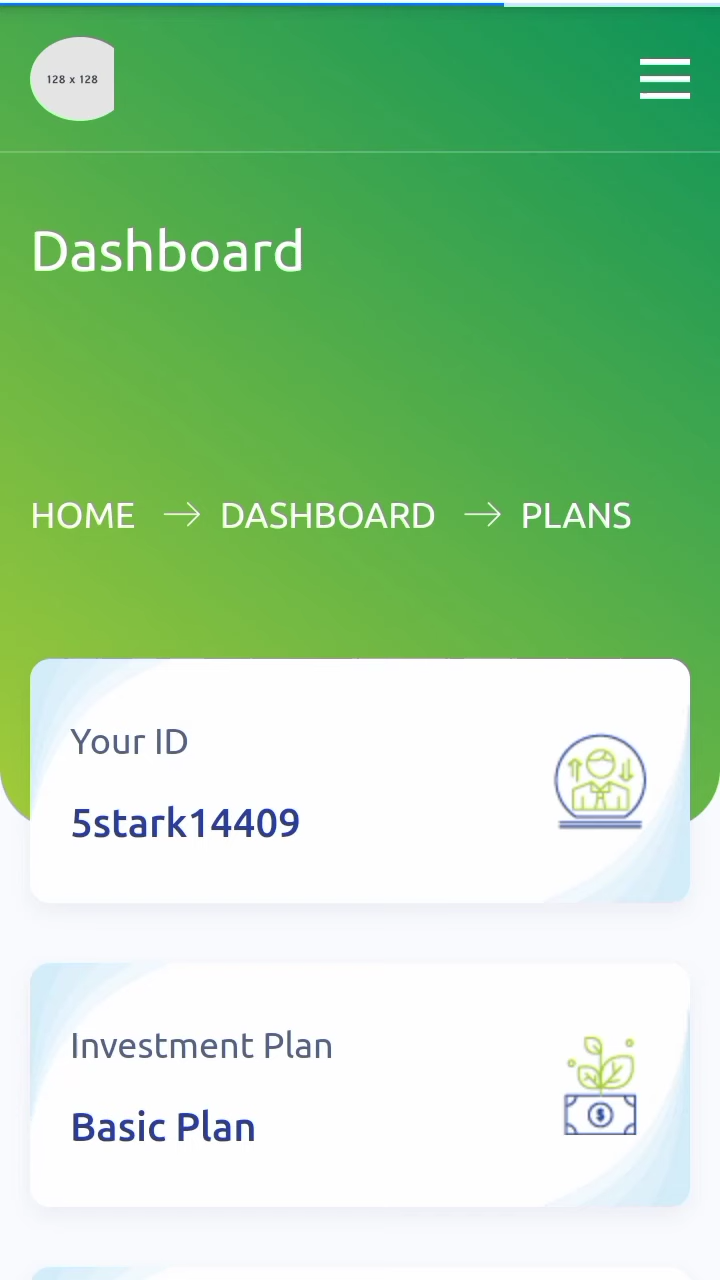 128 x 128
Dashboard
HOME → DASHBOARD → PLANS
Your ID
5stark14409
Investment Plan
Basic Plan